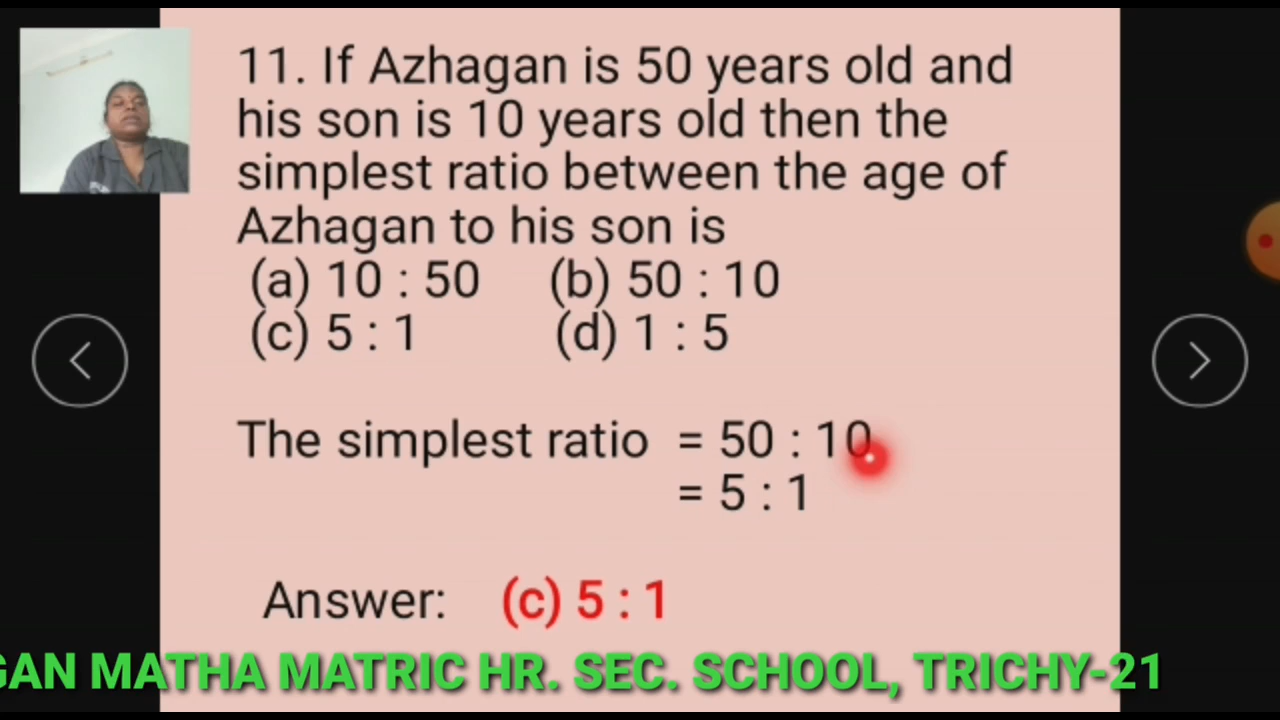 11. If Azhagan is 50 years old and
his son is 10 years old then the
simplest ratio between the age of
Azhagan to his son is
(a) 10 : 50 (b) 50 : 10
(c) 5 : 1 (d) 1 : 5
The simplest ratio = 50 : 10
= 5 : 1
Answer: (c) 5 : 1
MATHA MATRIC HR. SEC. SCHOOL, TRICHY-21